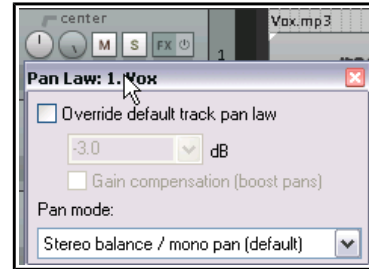 center
M S FX
1
Vox.mp3
Pan Law: 1. Vox
Override default track pan law
-3.0 dB
Gain compensation (boost pans)
Pan mode:
Stereo balance / mono pan (default)